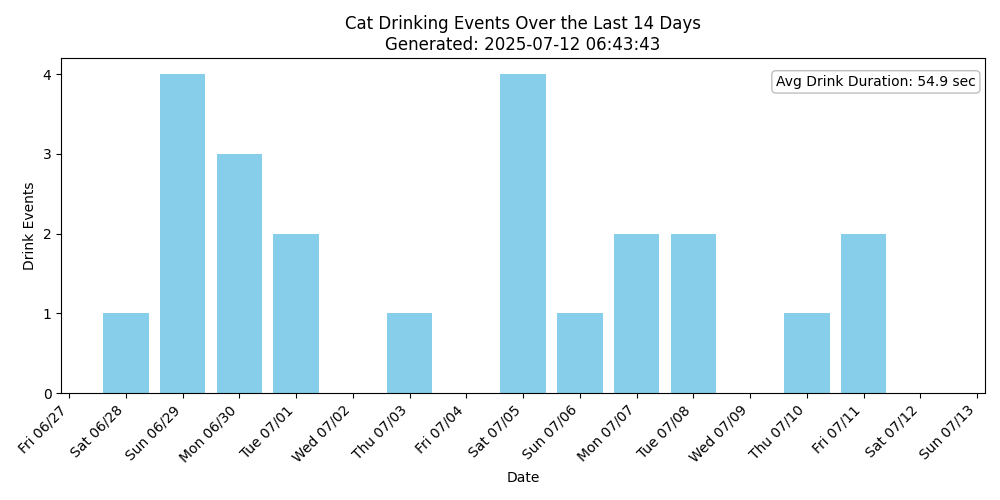 Cat Drinking Events Over the Last 14 Days
Generated: 2025-07-12 06:43:43
Avg Drink Duration: 54.9 sec
Drink Events
4
3
2
1
0
Fri 06/27
Sat 06/28
Sun 06/29
Mon 06/30
Tue 07/01
Wed 07/02
Thu 07/03
Fri 07/04
Sat 07/05
Sun 07/06
Mon 07/07
Tue 07/08
Wed 07/09
Thu 07/10
Fri 07/11
Sat 07/12
Sun 07/13
Date